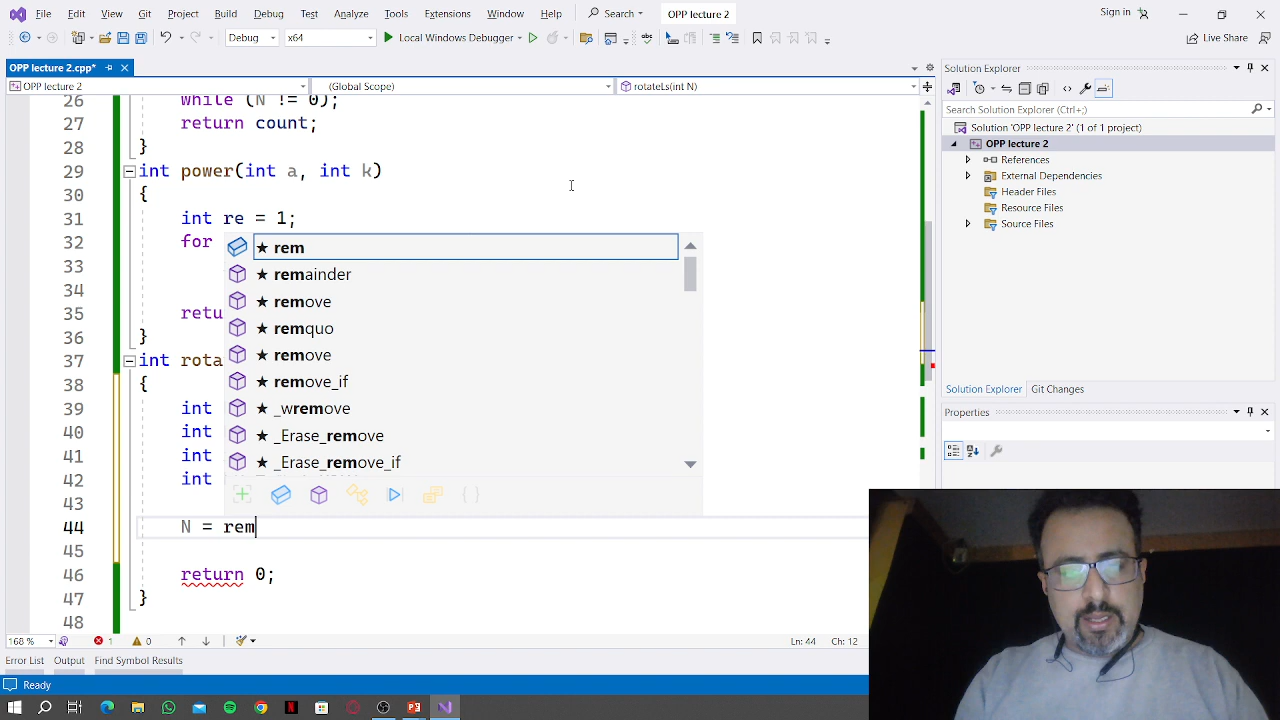 File Edit View Git Project Build Debug Test Analyze Tools Extensions Window Help Search OPP lecture 2 Sign in
Debug x64 Local Windows Debugger Live Share
OPP lecture 2.cpp*
OPP lecture 2 (Global Scope) rotateLs(int N)
26 while (N != 0);
27 return count;
28 }
29 int power(int a, int k)
30 {
31 int re = 1;
32 for
33
34
35 retu
36 }
37 int rota
38 {
39 int
40 int
41 int
42 int
43
44 N = rem
45
46 return 0;
47 }
48
★ rem
★ remainder
★ remove
★ remquo
★ remove
★ remove_if
★ _wremove
★ _Erase_remove
★ _Erase_remove_if
168 % 1 0 Ln: 44 Ch: 12
Error List Output Find Symbol Results
Ready
Solution Explorer
Search Solution Explorer (Ctrl+;)
Solution 'OPP lecture 2' (1 of 1 project)
OPP lecture 2
References
External Dependencies
Header Files
Resource Files
Source Files
Solution Explorer Git Changes
Properties